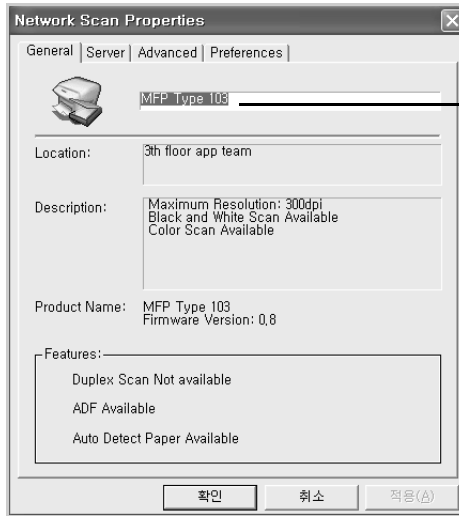 Network Scan Properties
General Server Advanced Preferences
MFP Type 103
Location: 3th floor app team
Description: Maximum Resolution: 300dpi
Black and White Scan Available
Color Scan Available
Product Name: MFP Type 103
Firmware Version: 0,8
Features:
Duplex Scan Not available
ADF Available
Auto Detect Paper Available
확인 취소 적용(A)